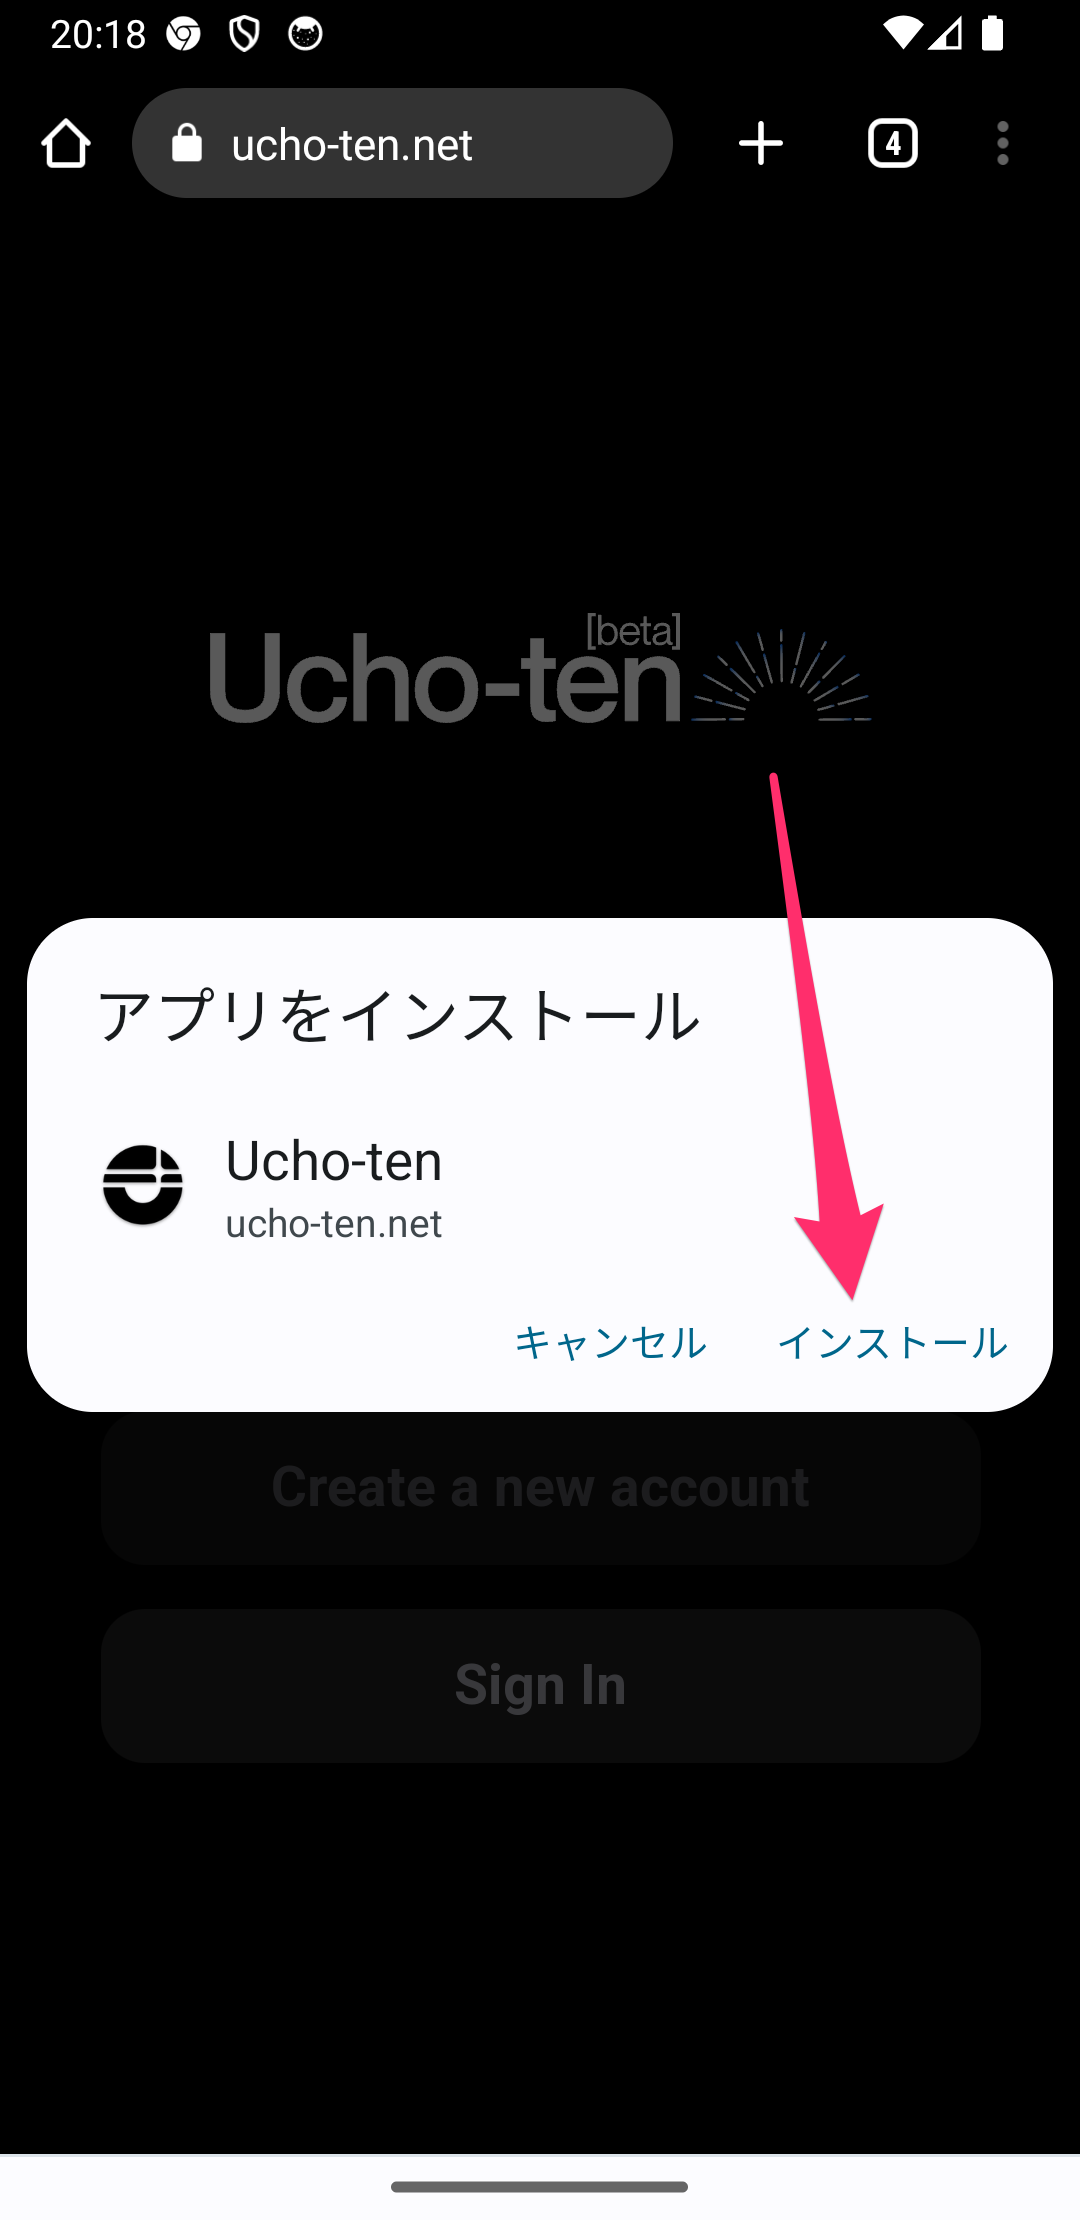 20:18
ucho-ten.net
4
[beta]
Ucho-ten
アプリをインストール
Ucho-ten
ucho-ten.net
キャンセル
インストール
Create a new account
Sign In